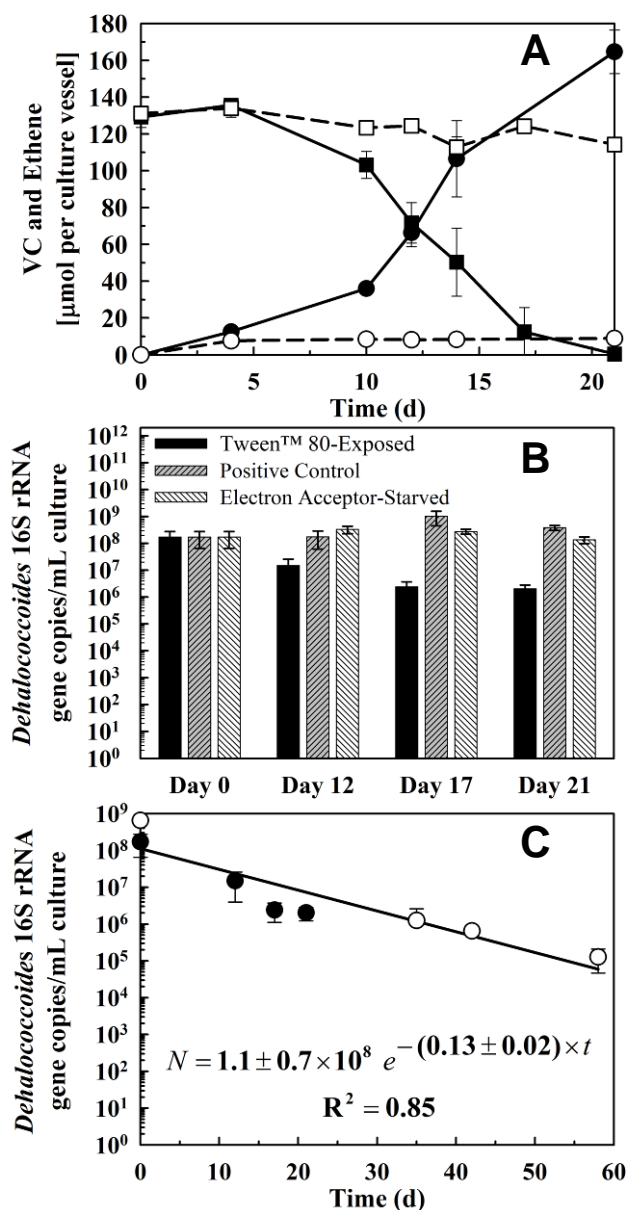 A
180
160
140
120
100
80
60
40
20
0
VC and Ethene
[μmol per culture vessel]
0 5 10 15 20
Time (d)
B
10¹²
10¹¹
10¹⁰
10⁹
10⁸
10⁷
10⁶
10⁵
10⁴
10³
10²
10¹
10⁰
Dehalococcoides 16S rRNA
gene copies/mL culture
Tween™ 80-Exposed
Positive Control
Electron Acceptor-Starved
Day 0 Day 12 Day 17 Day 21
C
10⁹
10⁸
10⁷
10⁶
10⁵
10⁴
10³
10²
10¹
10⁰
Dehalococcoides 16S rRNA
gene copies/mL culture
N = 1.1 ± 0.7 × 10⁸ e^−(0.13 ± 0.02) × t
R² = 0.85
0 10 20 30 40 50 60
Time (d)